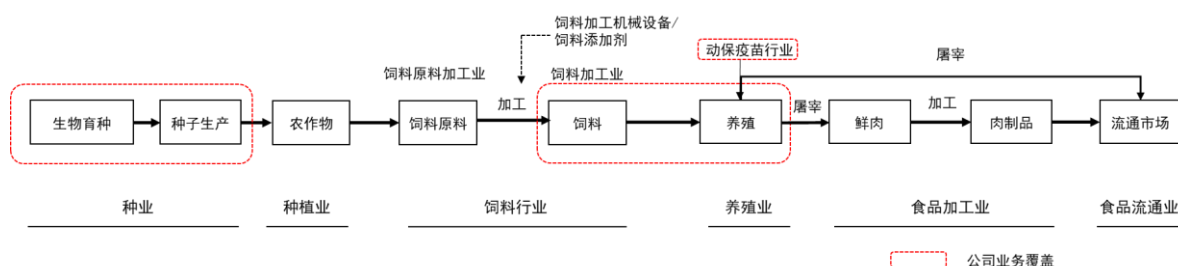 饲料加工机械设备/
饲料添加剂
动保疫苗行业
屠宰
饲料原料加工业
饲料加工业
加工
屠宰
加工
生物育种
种子生产
农作物
饲料原料
饲料
养殖
鲜肉
肉制品
流通市场
种业
种植业
饲料行业
养殖业
食品加工业
食品流通业
公司业务覆盖